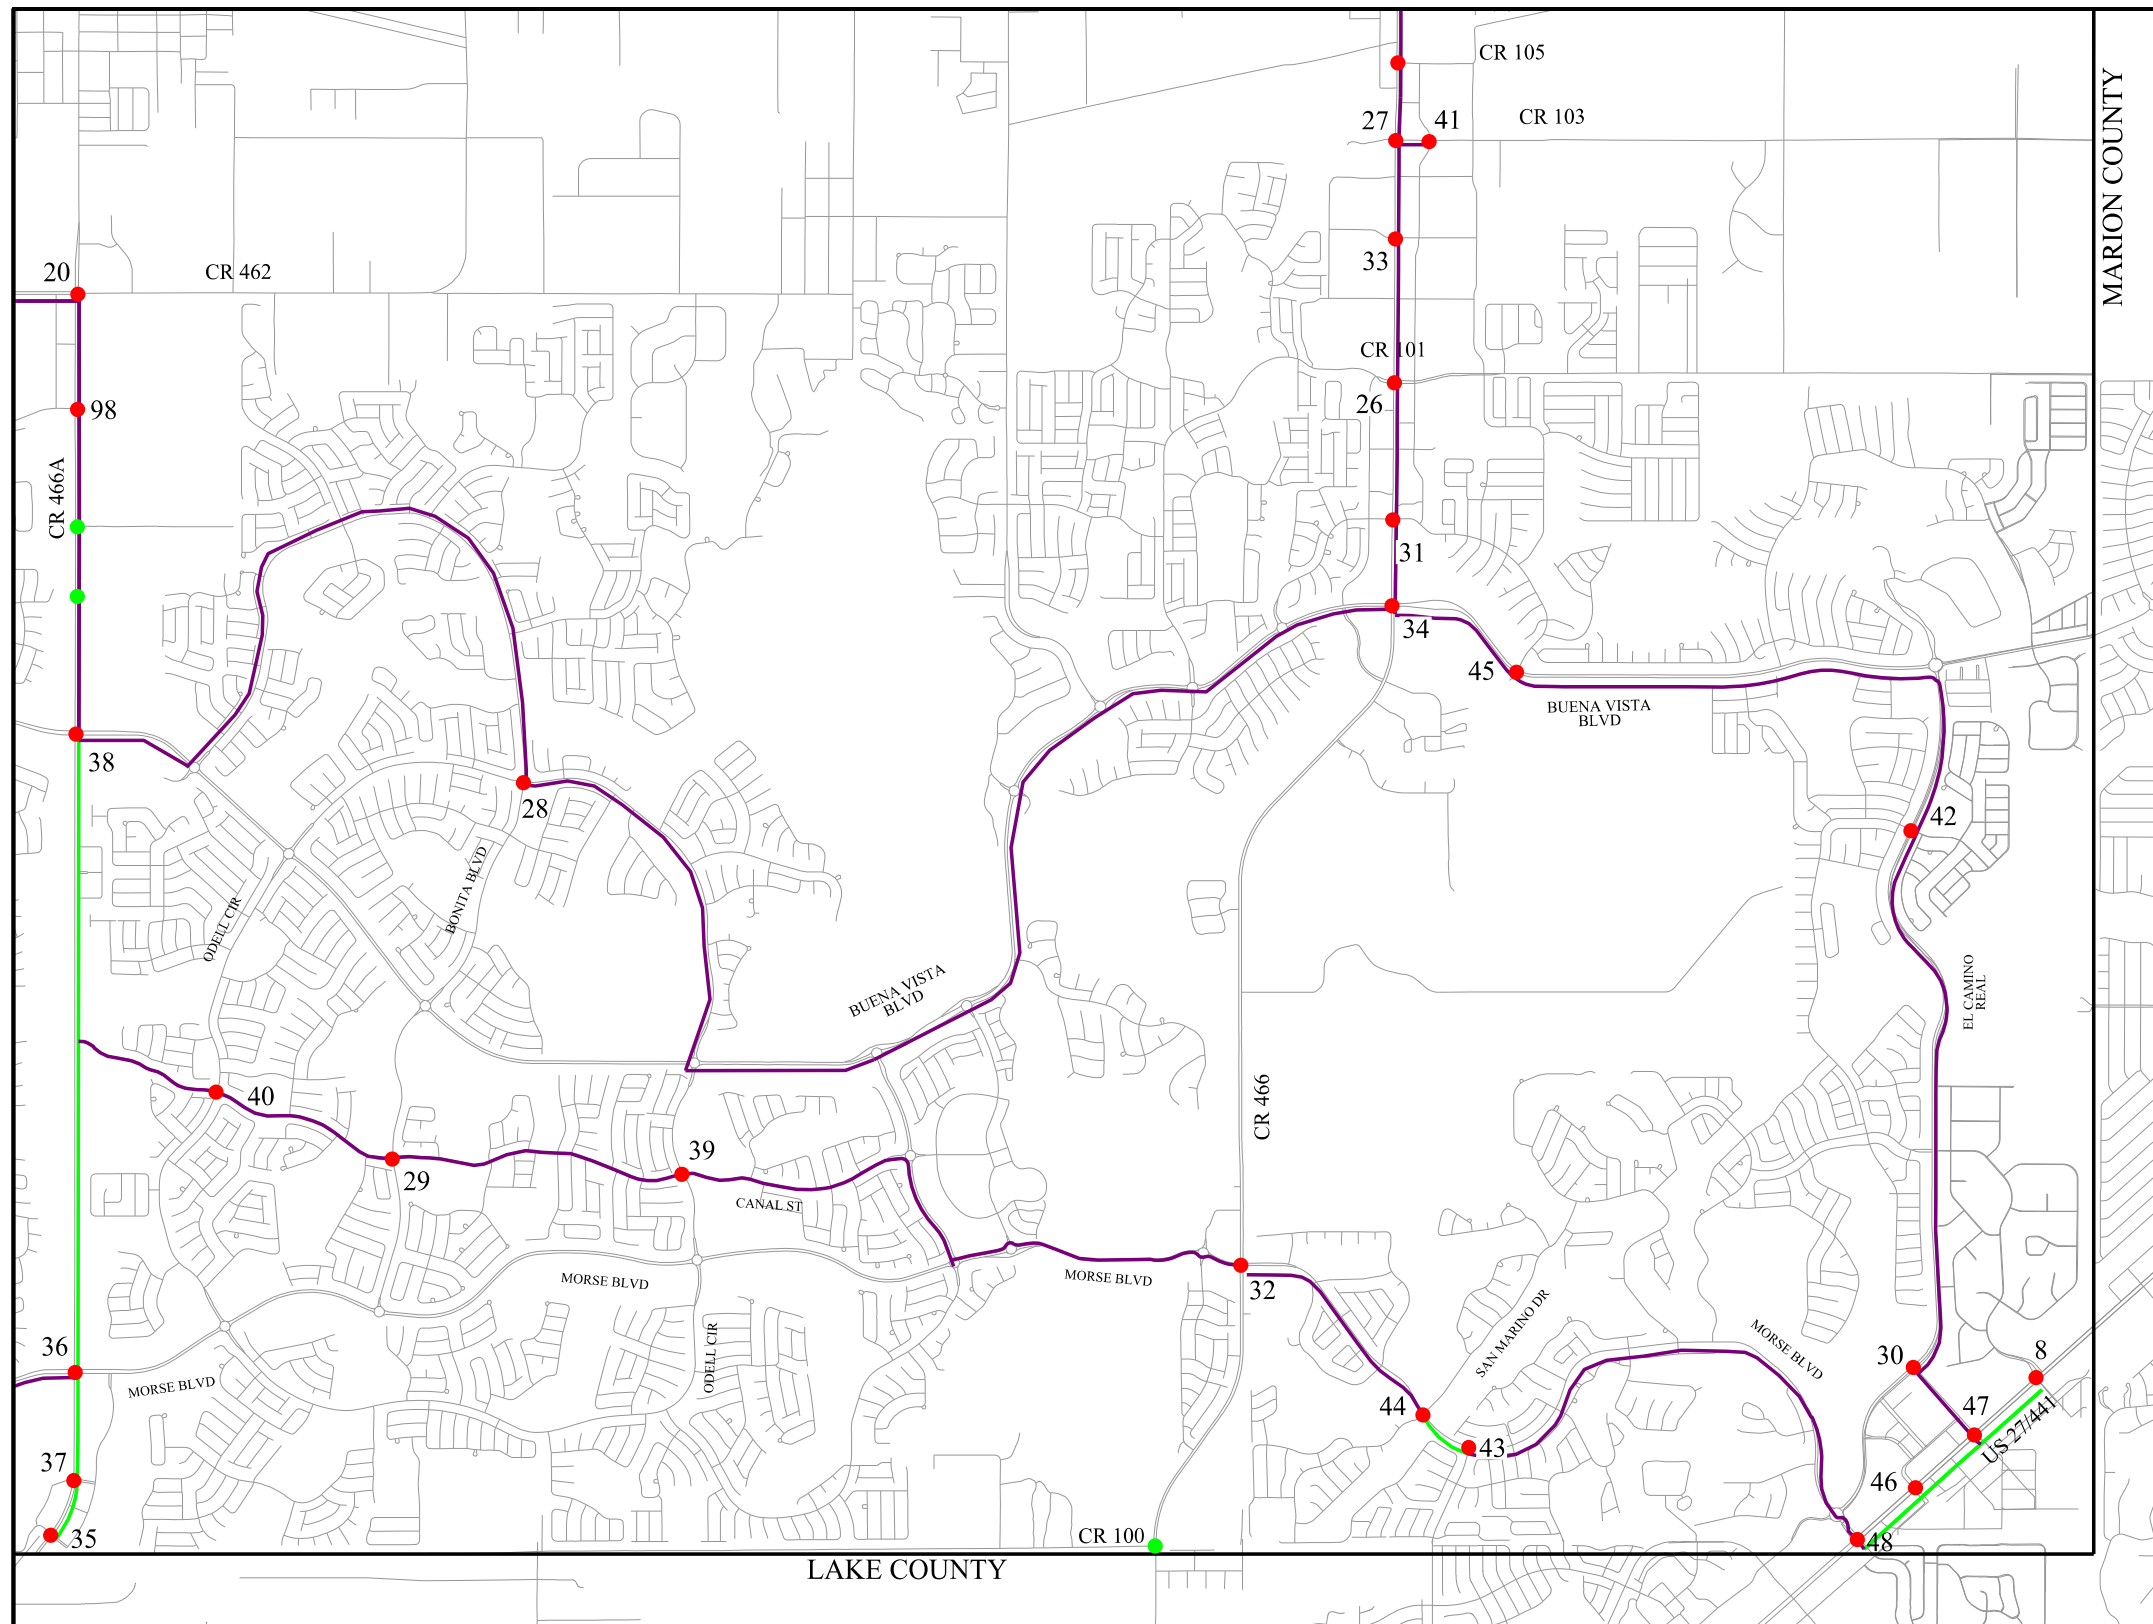 CR 105
MARION COUNTY
27
41
CR 103
33
20
CR 462
CR 101
26
98
CR 466A
31
34
45
BUENA VISTA
BLVD
38
28
42
BONITA BLVD
ODELL CIR
BUENA VISTA
BLVD
EL CAMINO
REAL
40
CR 466
39
29
CANAL ST
MORSE BLVD
MORSE BLVD
32
SAN MARINO DR
MORSE BLVD
36
MORSE BLVD
ODELL CIR
30
8
44
47
US 27/441
43
37
46
35
CR 100
48
LAKE COUNTY